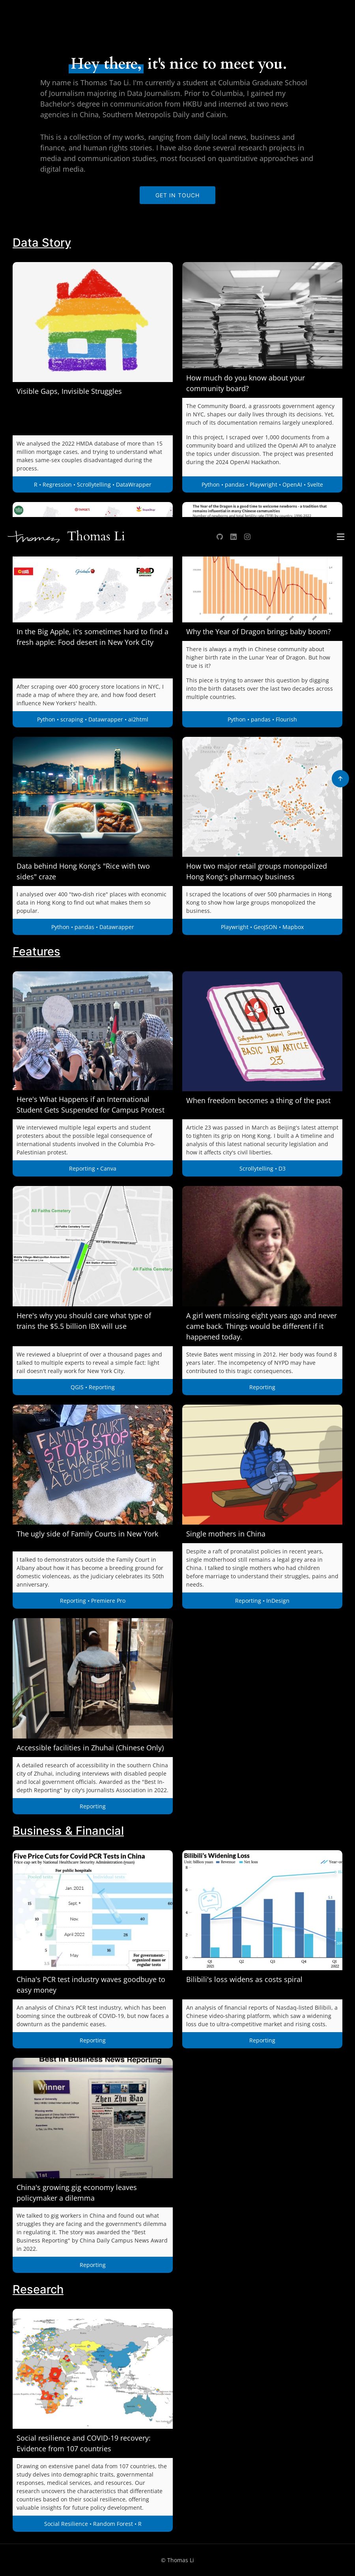 Hey there, it's nice to meet you.
My name is Thomas Tao Li. I'm currently a student at Columbia Graduate School
of Journalism majoring in Data Journalism. Prior to Columbia, I gained my
Bachelor's degree in communication from HKBU and interned at two news
agencies in China, Southern Metropolis Daily and Caixin.
This is a collection of my works, ranging from daily local news, business and
finance, and human rights stories. I have also done several research projects in
media and communication studies, most focused on quantitative approaches and
digital media.
GET IN TOUCH
Data Story
Visible Gaps, Invisible Struggles
We analysed the 2022 HMDA database of more than 15
million mortgage cases, and trying to understand what
makes same-sex couples disadvantaged during the
process.
R • Regression • Scrollytelling • DataWrapper
How much do you know about your
community board?
The Community Board, a grassroots government agency
in NYC, shapes our daily lives through its decisions. Yet,
much of its documentation remains largely unexplored.
In this project, I scraped over 1,000 documents from a
community board and utilized the OpenAI API to analyze
the topics under discussion. The project was presented
during the 2024 OpenAI Hackathon.
Python • pandas • Playwright • OpenAI • Svelte
Thomas Li
In the Big Apple, it's sometimes hard to find a
fresh apple: Food desert in New York City
After scraping over 400 grocery store locations in NYC, I
made a map of where they are, and how food desert
influence New Yorkers' health.
Python • scraping • Datawrapper • ai2html
Why the Year of Dragon brings baby boom?
There is always a myth in Chinese community about
higher birth rate in the Lunar Year of Dragon. But how
true is it?
This piece is trying to answer this question by digging
into the birth datasets over the last two decades across
multiple countries.
Python • pandas • Flourish
Data behind Hong Kong's "Rice with two
sides" craze
I analysed over 400 "two-dish rice" places with economic
data in Hong Kong to find out what makes them so
popular.
Python • pandas • Datawrapper
How two major retail groups monopolized
Hong Kong's pharmacy business
I scraped the locations of over 500 pharmacies in Hong
Kong to show how large groups monopolized the
business.
Playwright • GeoJSON • Mapbox
Features
Here's What Happens if an International
Student Gets Suspended for Campus Protest
We interviewed multiple legal experts and student
protesters about the possible legal consequence of
international students involved in the Columbia Pro-
Palestinian protest.
Reporting • Canva
BASIC LAW ARTICLE
23
When freedom becomes a thing of the past
Article 23 was passed in March as Beijing's latest attempt
to tighten its grip on Hong Kong. I built a A timeline and
analysis of this latest national security legislation and
how it affects city's civil liberties.
Scrollytelling • D3
Here's why you should care what type of
trains the $5.5 billion IBX will use
We reviewed a blueprint of over a thousand pages and
talked to multiple experts to reveal a simple fact: light
rail doesn't really work for New York City.
QGIS • Reporting
A girl went missing eight years ago and never
came back. Things would be different if it
happened today.
Stevie Bates went missing in 2012. Her body was found 8
years later. The incompetency of NYPD may have
contributed to this tragic consequences.
Reporting
FAMILY COURT
STOP STOP
REWARDING
ABUSERS!!!
The ugly side of Family Courts in New York
I talked to demonstrators outside the Family Court in
Albany about how it has become a breeding ground for
domestic violenceas, as the judiciary celebrates its 50th
anniversary.
Reporting • Premiere Pro
Single mothers in China
Despite a raft of pronatalist policies in recent years,
single motherhood still remains a legal grey area in
China. I talked to single mothers who had children
before marriage to understand their struggles, pains and
needs.
Reporting • InDesign
Accessible facilities in Zhuhai (Chinese Only)
A detailed research of accessibility in the southern China
city of Zhuhai, including interviews with disabled people
and local government officials. Awarded as the "Best In-
depth Reporting" by city's Journalists Association in 2022.
Reporting
Business & Financial
Five Price Cuts for Covid PCR Tests in China
China's PCR test industry waves goodbuye to
easy money
An analysis of China's PCR test industry, which has been
booming since the outbreak of COVID-19, but now faces a
downturn as the pandemic eases.
Reporting
Bilibili's Widening Loss
Bilibili's loss widens as costs spiral
An analysis of financial reports of Nasdaq-listed Bilibili, a
Chinese video-sharing platform, which saw a widening
loss due to ultra-competitive market and rising costs.
Reporting
Best in Business News Reporting
Winner
Zhen Zhu Bao
China's growing gig economy leaves
policymaker a dilemma
We talked to gig workers in China and found out what
struggles they are facing and the government's dilemma
in regulating it. The story was awarded the "Best
Business Reporting" by China Daily Campus News Award
in 2022.
Reporting
Research
Social resilience and COVID-19 recovery:
Evidence from 107 countries
Drawing on extensive panel data from 107 countries, the
study delves into demographic traits, governmental
responses, medical services, and resources. Our
research uncovers the characteristics that differentiate
countries based on their social resilience, offering
valuable insights for future policy development.
Social Resilience • Random Forest • R
© Thomas Li